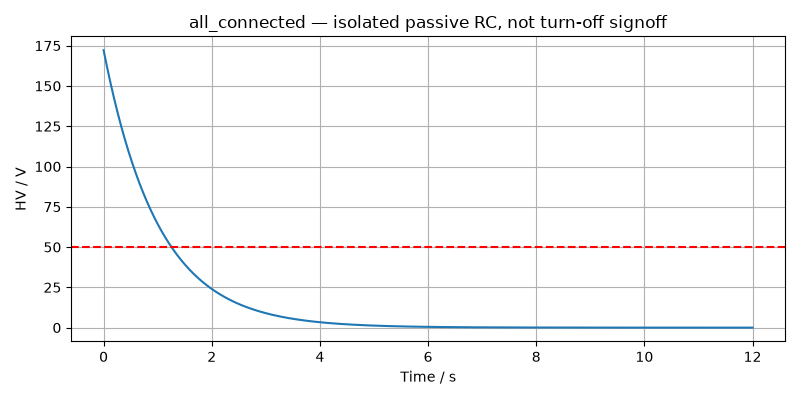 all_connected — isolated passive RC, not turn-off signoff
HV / V
175
150
125
100
75
50
25
0
0 2 4 6 8 10 12
Time / s